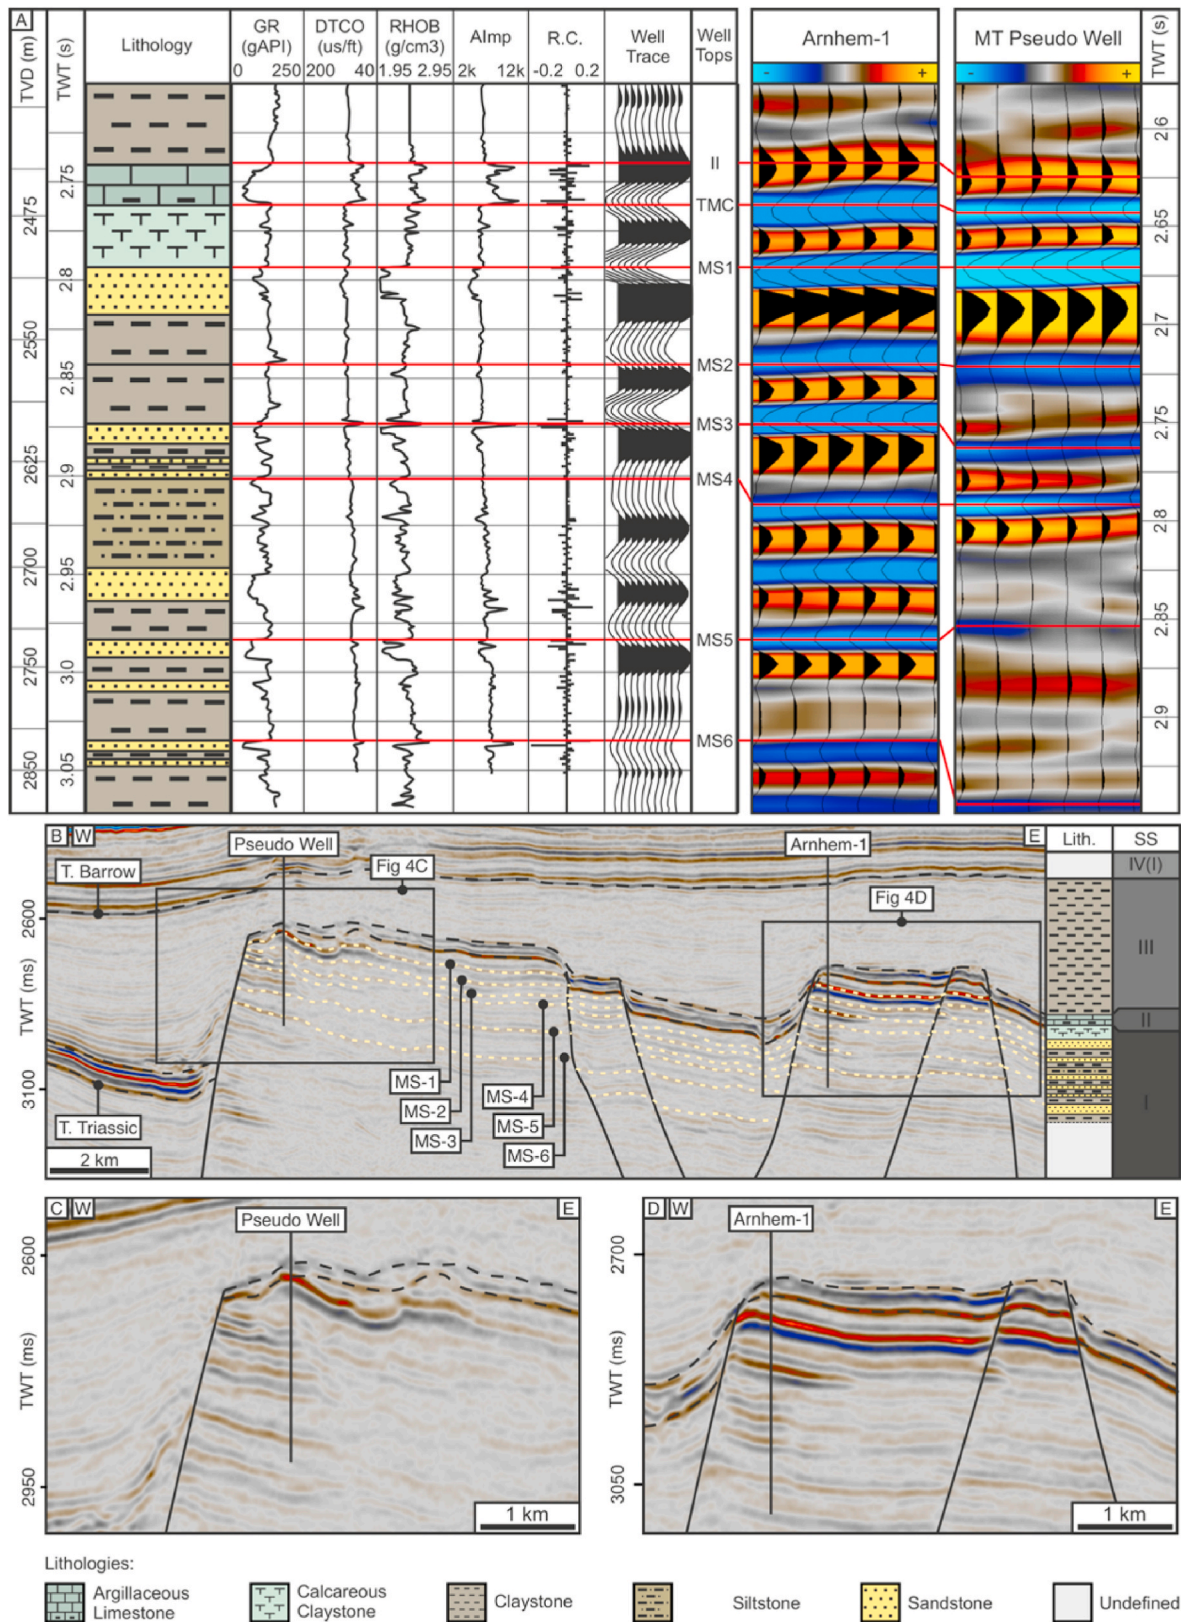 A
TVD (m)
TWT (s)
Lithology
GR
(gAPI)
0 250
DTCO
(us/ft)
200 40
RHOB
(g/cm3)
1.95 2.95
AImp
2k 12k
R.C.
-0.2 0.2
Well
Trace
Well
Tops
Arnhem-1
- +
MT Pseudo Well
- +
TWT (s)
2475
2550
2625
2700
2750
2850
2.75
2.8
2.85
2.9
2.95
3.0
3.05
II
TMC
MS1
MS2
MS3
MS4
MS5
MS6
2.6
2.65
2.7
2.75
2.8
2.85
2.9
B W
Pseudo Well
Fig 4C
Arnhem-1
E
Fig 4D
T. Barrow
T. Triassic
TWT (ms)
2600
3100
MS-1
MS-2
MS-3
MS-4
MS-5
MS-6
2 km
Lith.
SS
IV(I)
III
II
I
C W
Pseudo Well
E
TWT (ms)
2600
2950
1 km
D W
Arnhem-1
E
TWT (ms)
2700
3050
1 km
Lithologies:
Argillaceous
Limestone
Calcareous
Claystone
Claystone
Siltstone
Sandstone
Undefined